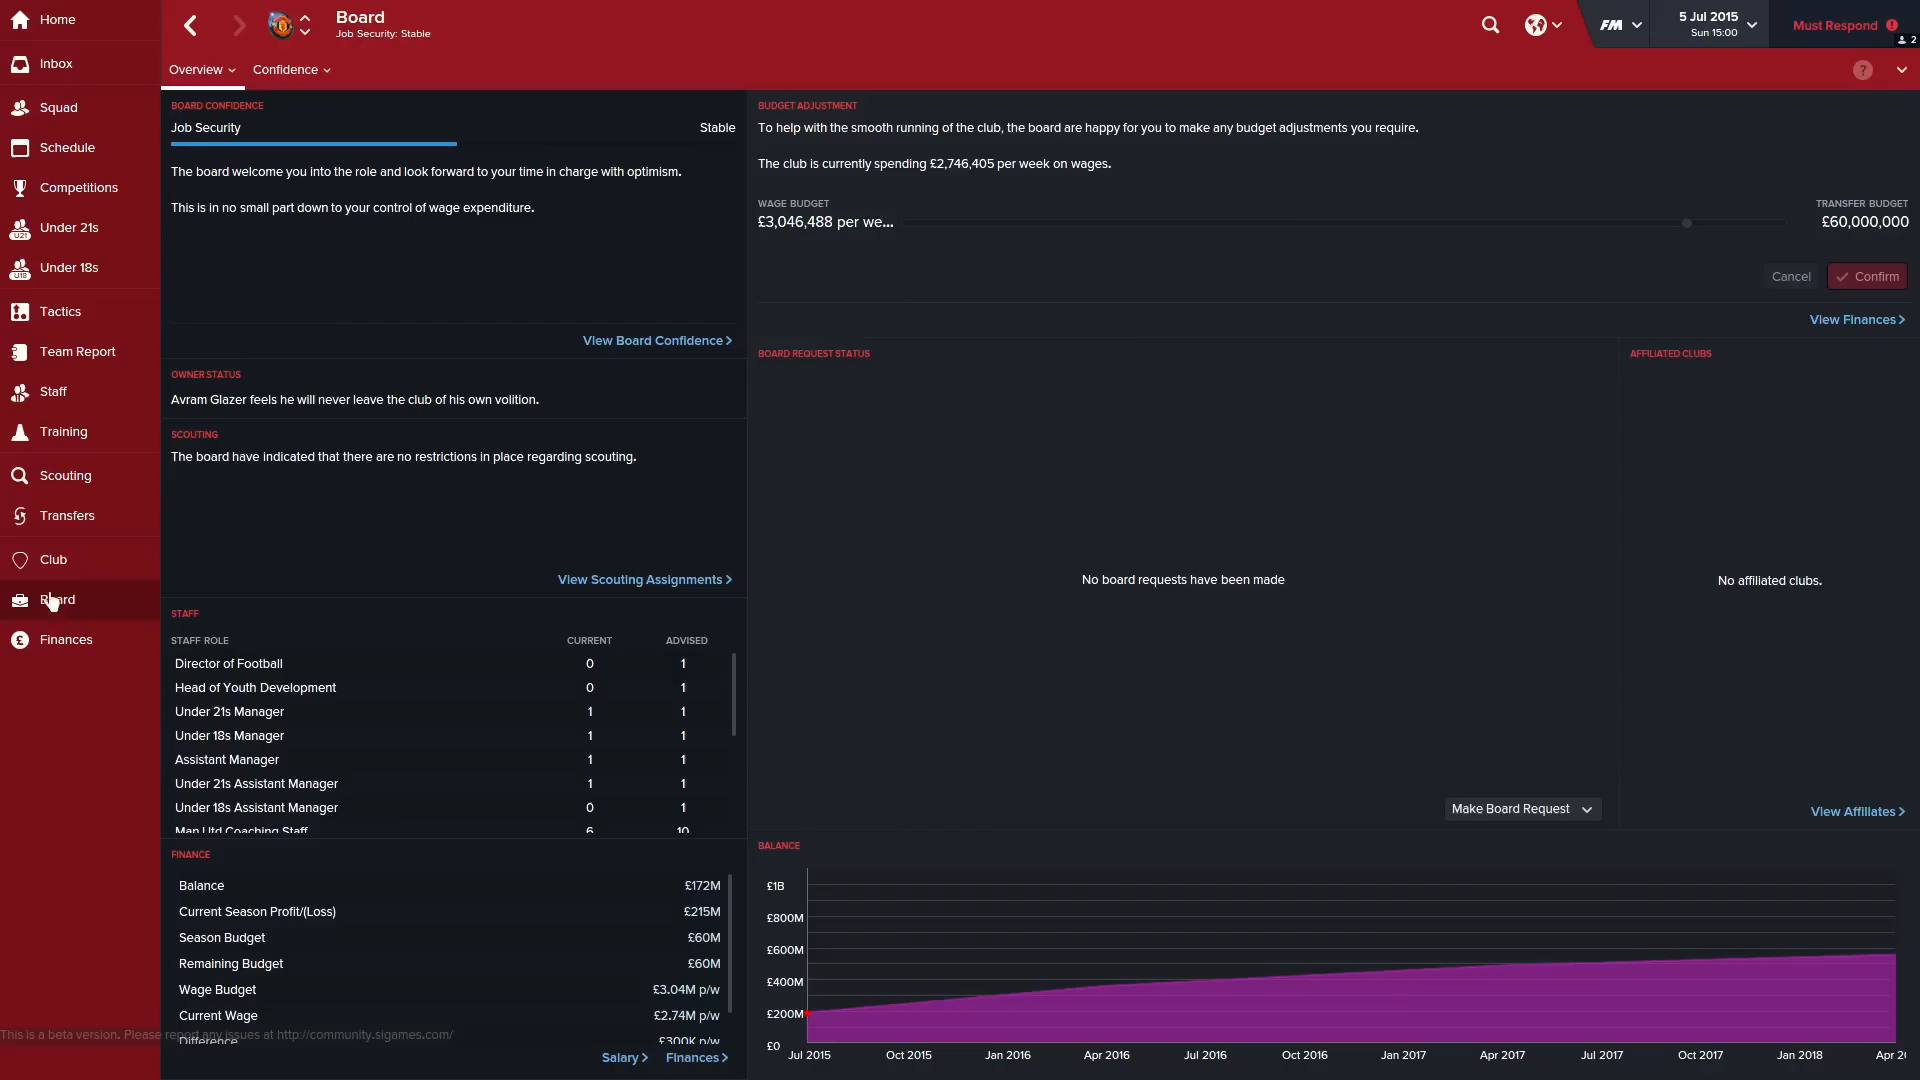 Home
Inbox
Squad
Schedule
Competitions
Under 21s
Under 18s
Tactics
Team Report
Staff
Training
Scouting
Transfers
Club
Board
Finances
Board
Job Security: Stable
FM
5 Jul 2015
Sun 15:00
Must Respond
2
Overview
Confidence
?
BOARD CONFIDENCE
Job Security Stable
The board welcome you into the role and look forward to your time in charge with optimism.
This is in no small part down to your control of wage expenditure.
View Board Confidence
OWNER STATUS
Avram Glazer feels he will never leave the club of his own volition.
SCOUTING
The board have indicated that there are no restrictions in place regarding scouting.
View Scouting Assignments
STAFF
STAFF ROLE CURRENT ADVISED
Director of Football 0 1
Head of Youth Development 0 1
Under 21s Manager 1 1
Under 18s Manager 1 1
Assistant Manager 1 1
Under 21s Assistant Manager 1 1
Under 18s Assistant Manager 0 1
Man Utd Coaching Staff 6 10
FINANCE
Balance £172M
Current Season Profit/(Loss) £215M
Season Budget £60M
Remaining Budget £60M
Wage Budget £3.04M p/w
Current Wage £2.74M p/w
Difference £300K p/w
Salary Finances
This is a beta version. Please report any issues at http://community.sigames.com/
BUDGET ADJUSTMENT
To help with the smooth running of the club, the board are happy for you to make any budget adjustments you require.
The club is currently spending £2,746,405 per week on wages.
WAGE BUDGET TRANSFER BUDGET
£3,046,488 per we... £60,000,000
Cancel Confirm
View Finances
BOARD REQUEST STATUS
No board requests have been made
Make Board Request
AFFILIATED CLUBS
No affiliated clubs.
View Affiliates
BALANCE
£1B
£800M
£600M
£400M
£200M
£0
Jul 2015 Oct 2015 Jan 2016 Apr 2016 Jul 2016 Oct 2016 Jan 2017 Apr 2017 Jul 2017 Oct 2017 Jan 2018 Apr 2